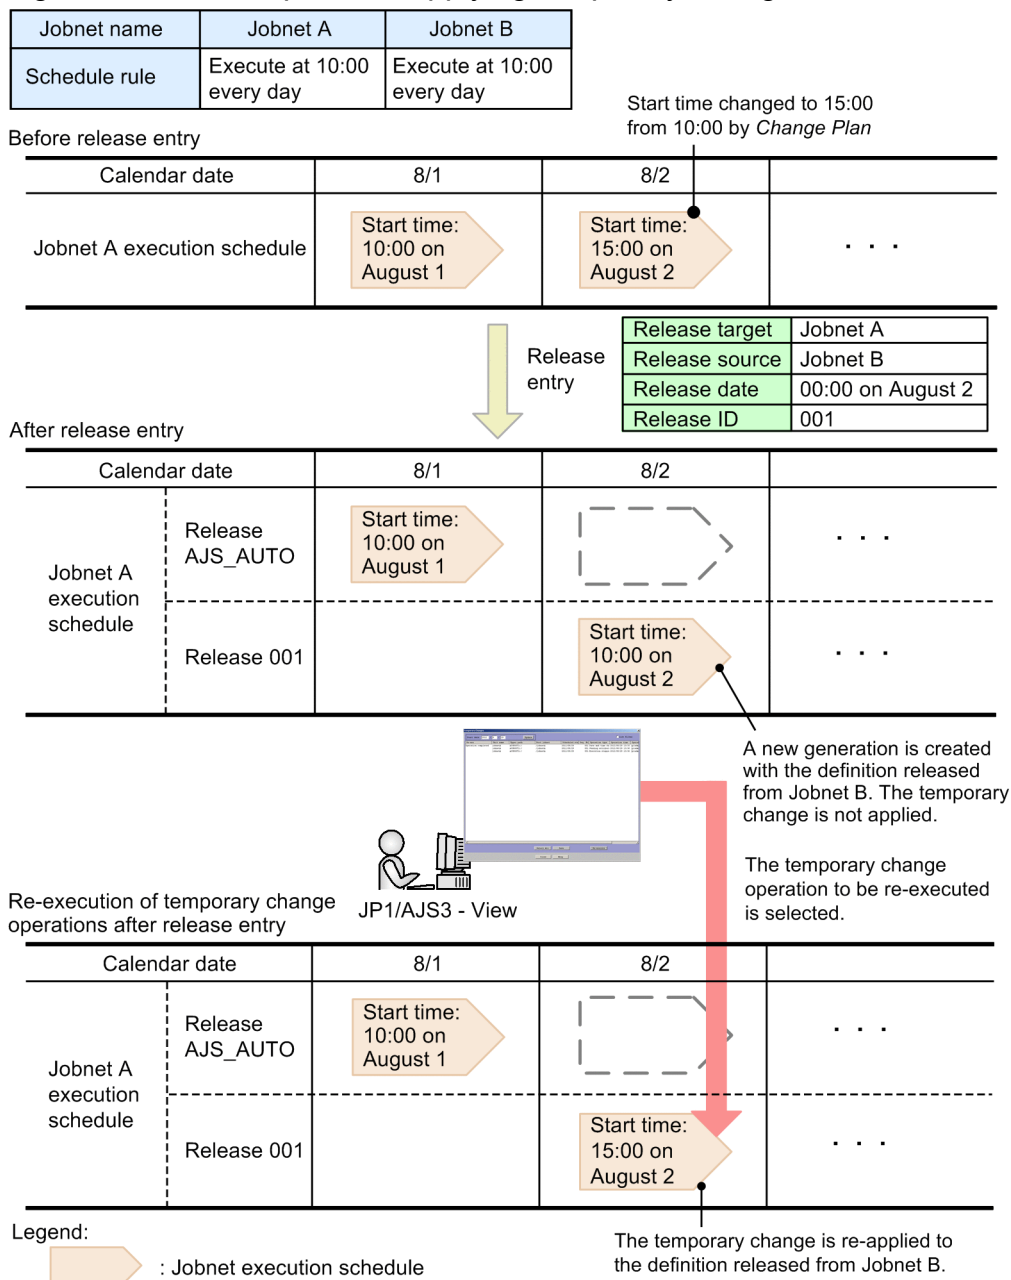 Jobnet name Jobnet A Jobnet B
Schedule rule Execute at 10:00 every day Execute at 10:00 every day
Start time changed to 15:00
from 10:00 by Change Plan
Before release entry
Calendar date 8/1 8/2
Jobnet A execution schedule
Start time:
10:00 on
August 1
Start time:
15:00 on
August 2
. . .
Release
entry
Release target Jobnet A
Release source Jobnet B
Release date 00:00 on August 2
Release ID 001
After release entry
Calendar date 8/1 8/2
Jobnet A
execution
schedule
Release
AJS_AUTO
Start time:
10:00 on
August 1
. . .
Release 001
Start time:
10:00 on
August 2
. . .
A new generation is created
with the definition released
from Jobnet B. The temporary
change is not applied.
The temporary change
operation to be re-executed
is selected.
JP1/AJS3 - View
Re-execution of temporary change
operations after release entry
Calendar date 8/1 8/2
Jobnet A
execution
schedule
Release
AJS_AUTO
Start time:
10:00 on
August 1
. . .
Release 001
Start time:
15:00 on
August 2
. . .
The temporary change is re-applied to
the definition released from Jobnet B.
Legend:
: Jobnet execution schedule